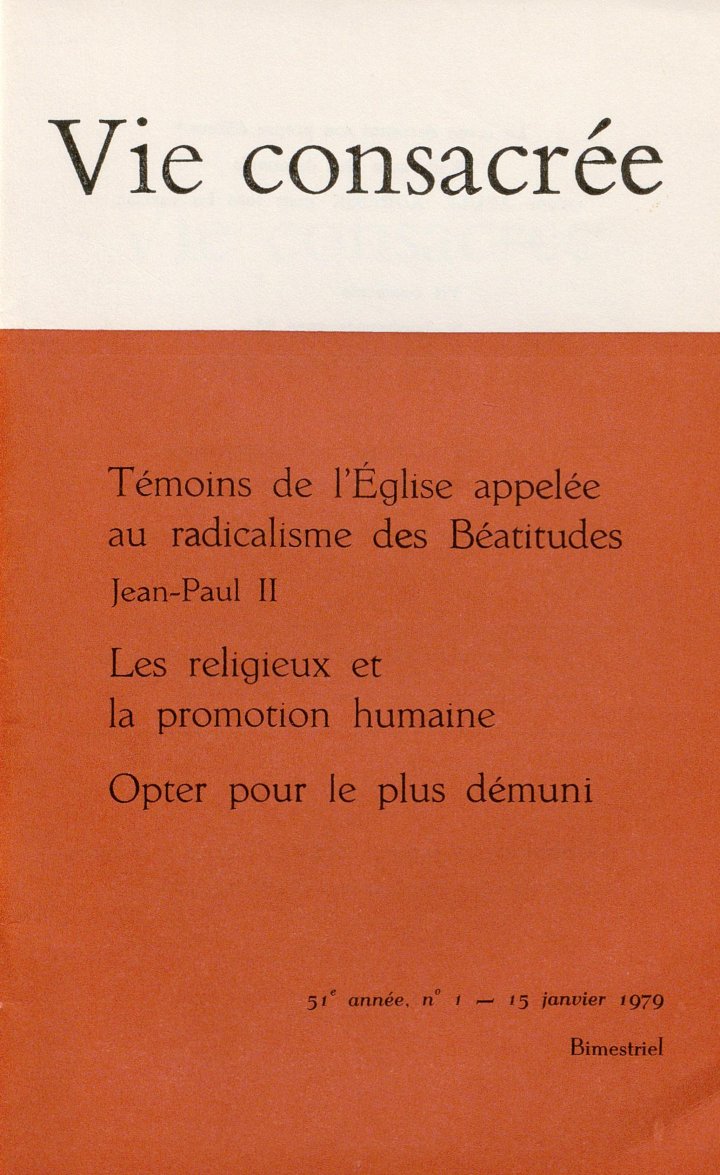 Vie consacrée
Témoins de l'Église appelée
au radicalisme des Béatitudes
Jean-Paul II
Les religieux et
la promotion humaine
Opter pour le plus démuni
51e année, no 1 — 15 janvier 1979
Bimestriel